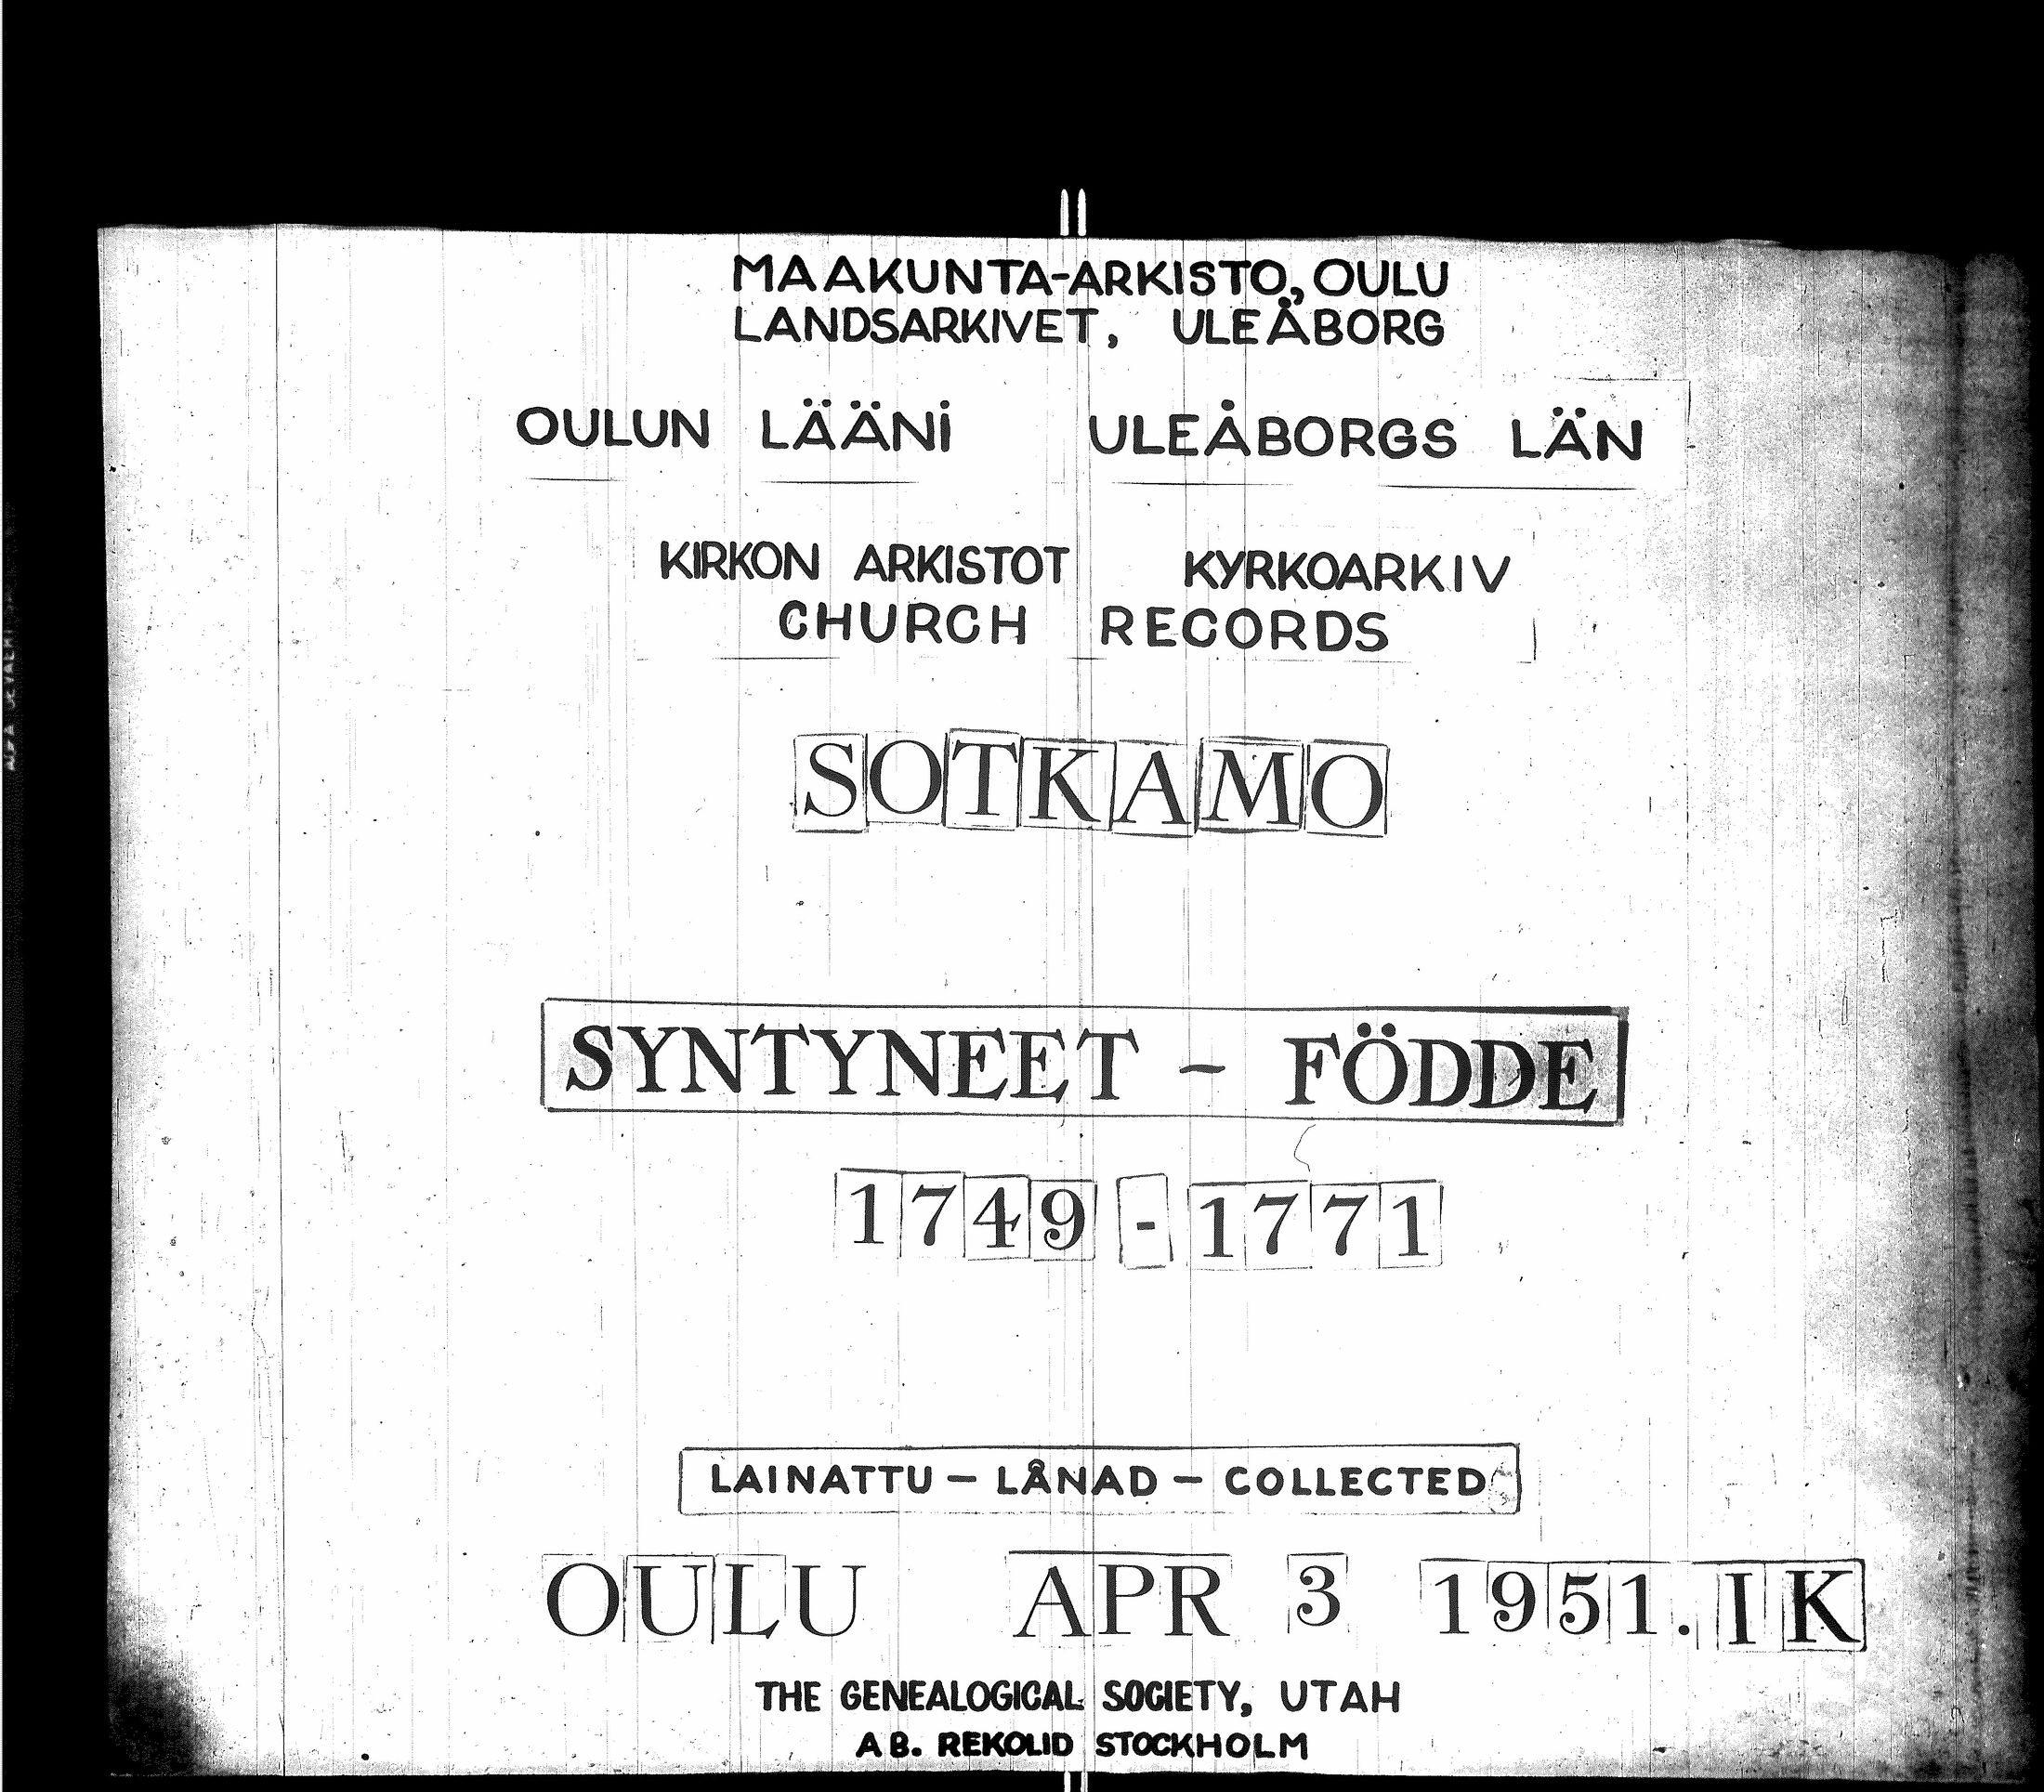 MAAKUNTA-ARKISTO, OULU
LANDSARKIVET, ULEÅBORG
OULUN LÄÄNi ULEÅBORGS LÄN
KIRKON ARKISTOT KYRKOARKIV
CHURCH RECORDS
SOTKAMO
SYNTYNEET - FÖDDE
1749 - 1771
LAINATTU - LÅNAD - COLLECTED
OULU APR 3 1951. IK
THE GENEALOGICAL SOCIETY, UTAH
AB. REKOLID STOCKHOLM